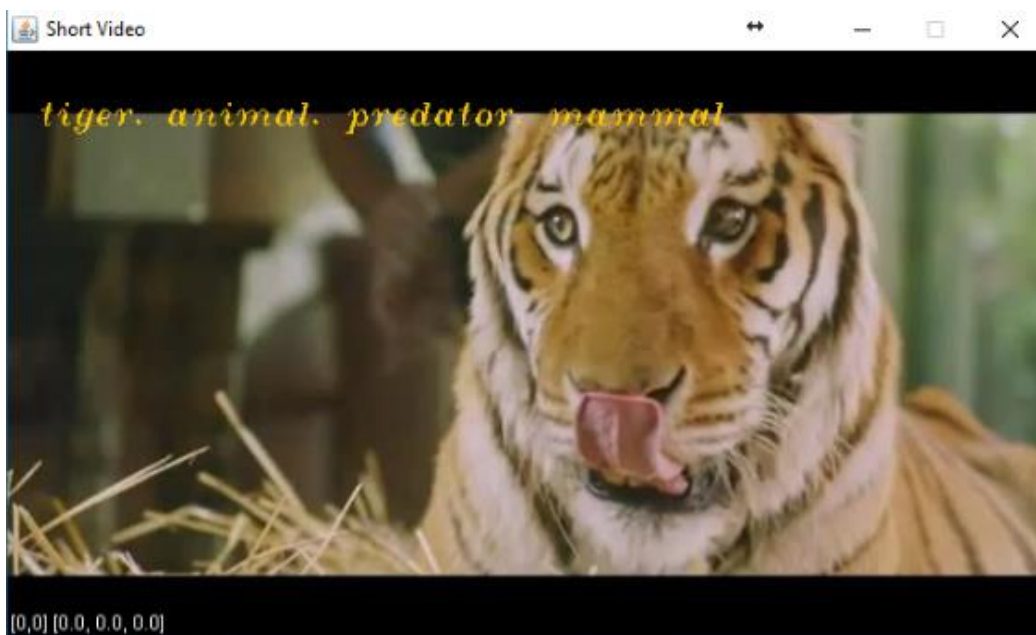 Short Video
tiger. animal. predator. mammal
[0,0] [0.0, 0.0, 0.0]